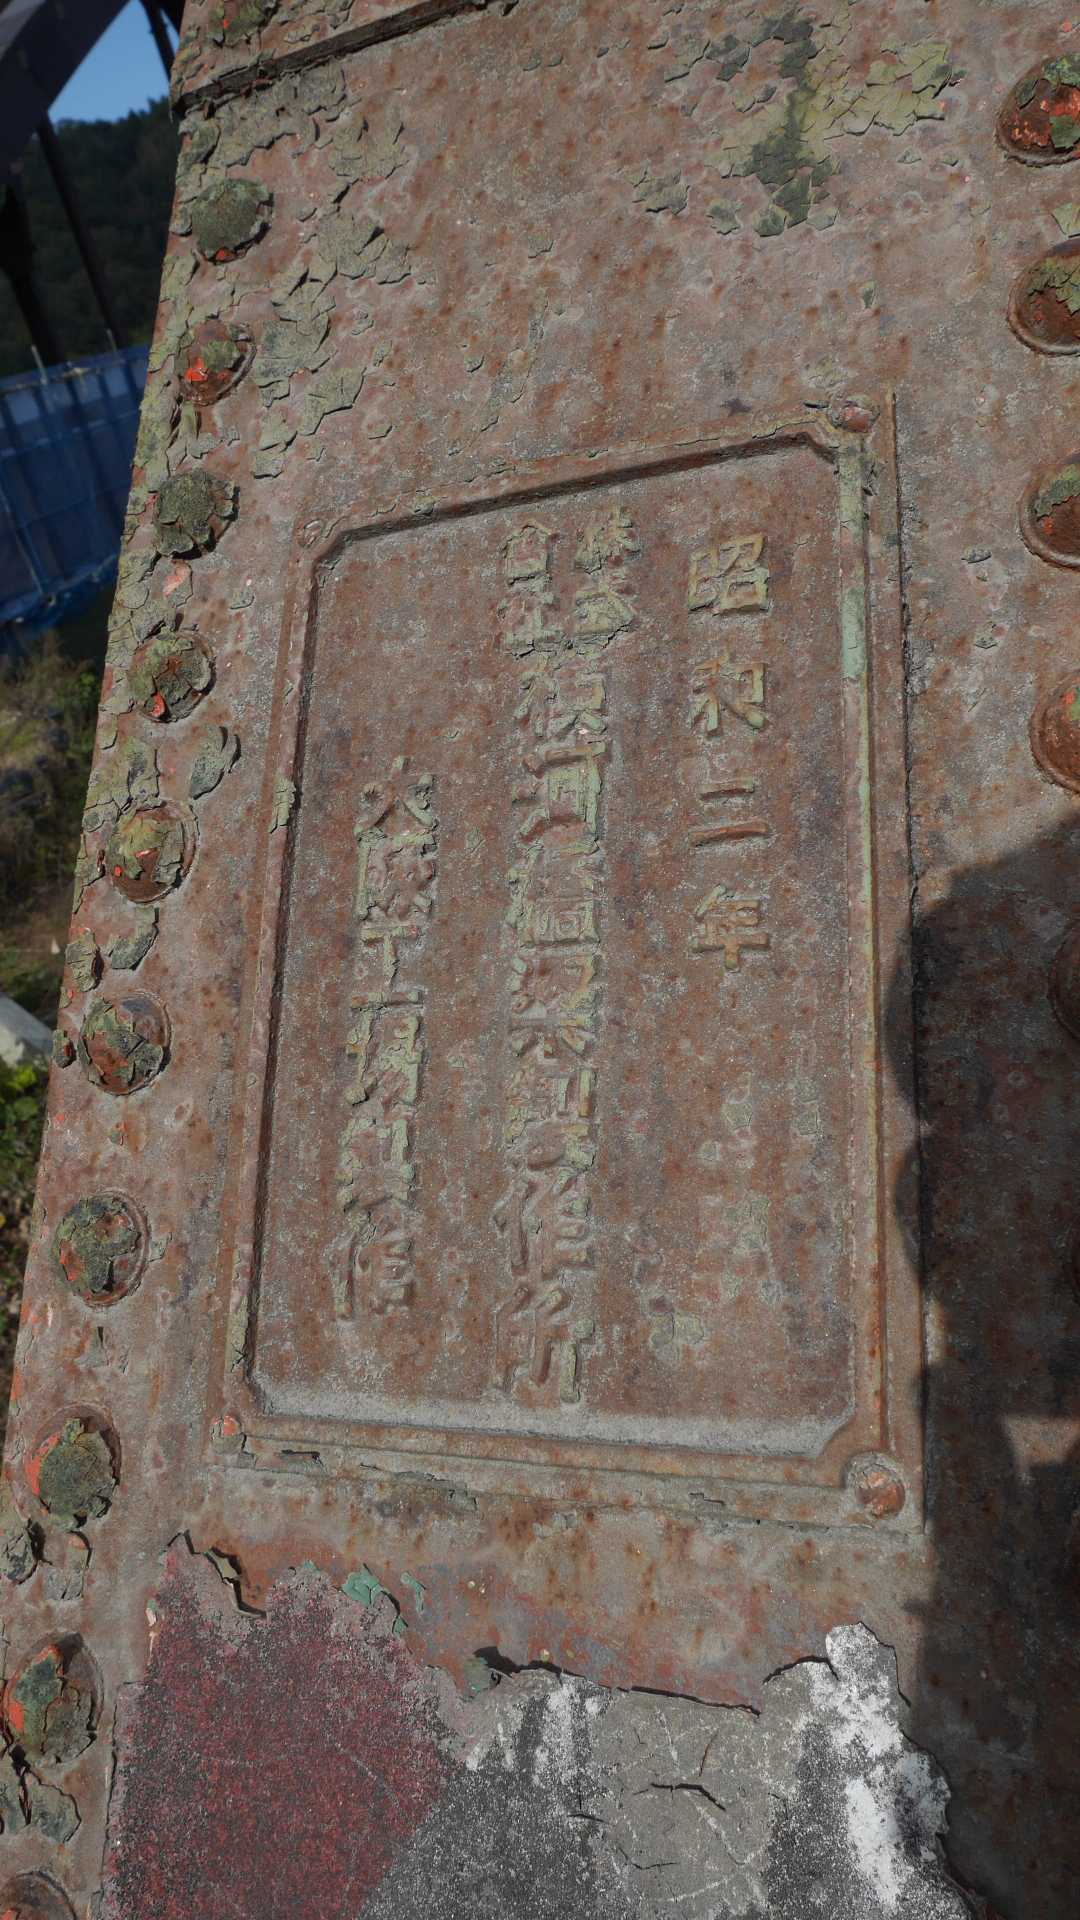 昭和二年
株式會社横河橋梁製作所
大阪工場製作